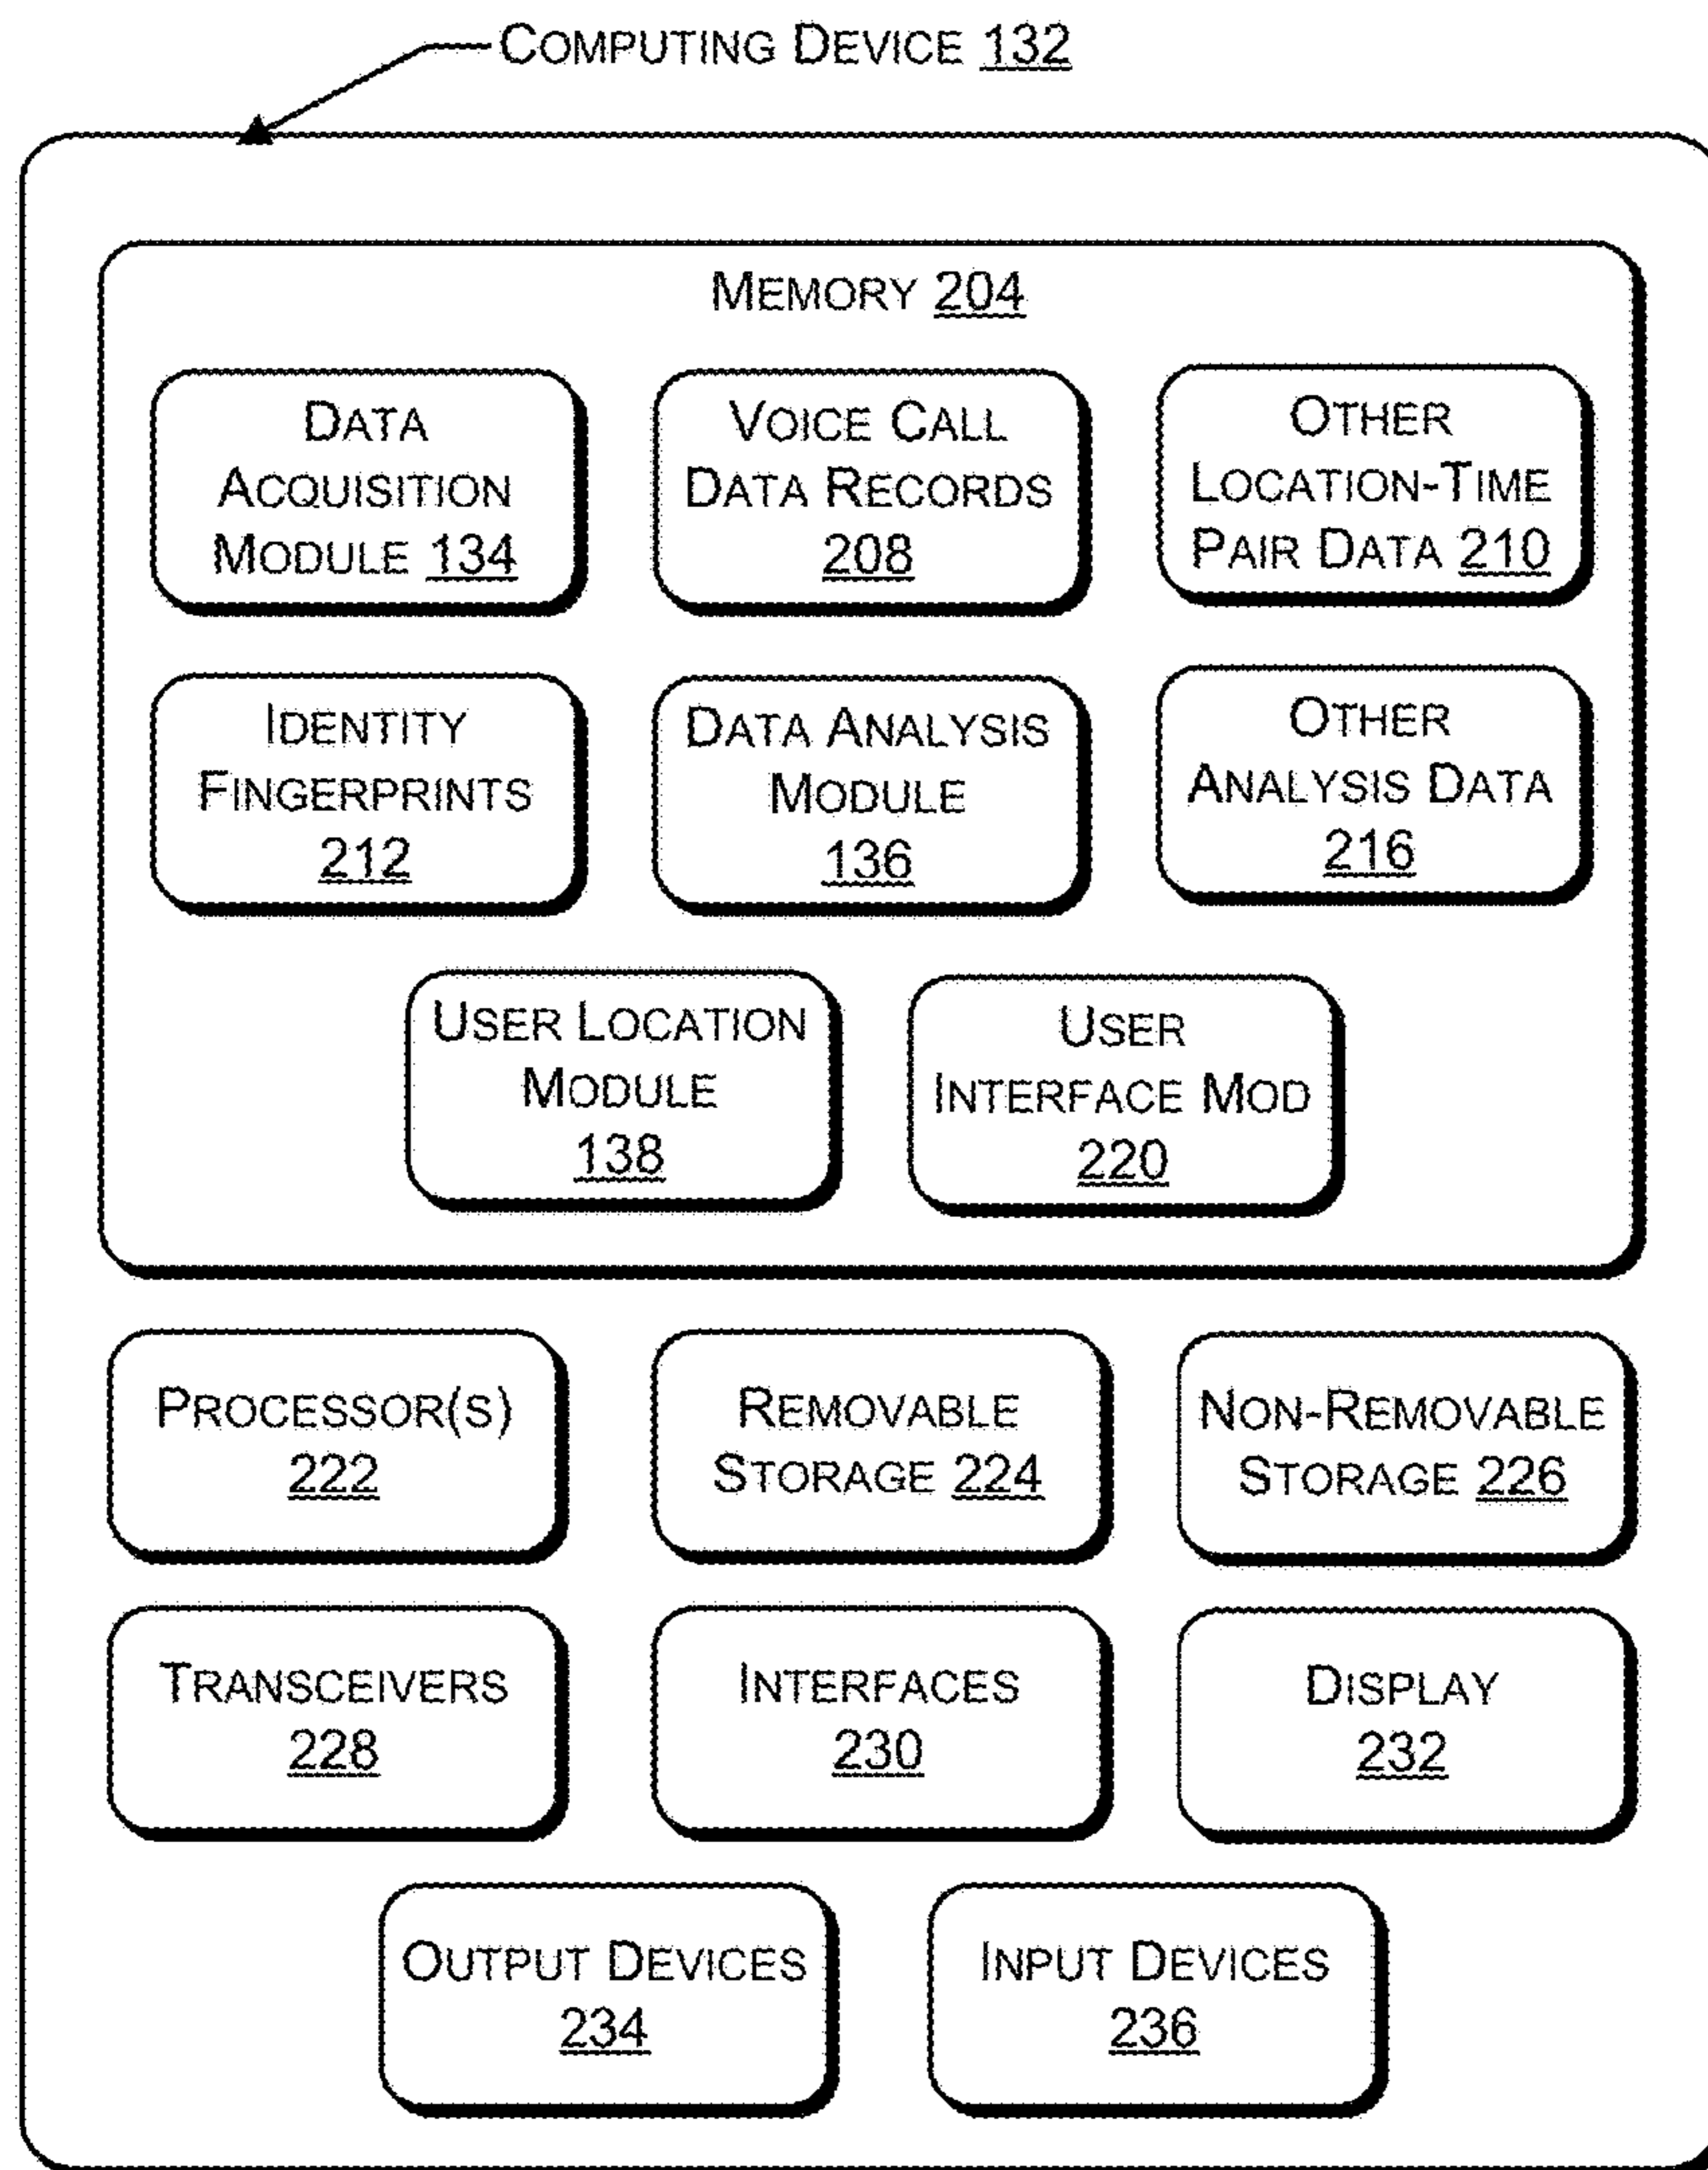 COMPUTING DEVICE 132
MEMORY 204
DATA
ACQUISITION
MODULE 134
VOICE CALL
DATA RECORDS
208
OTHER
LOCATION-TIME
PAIR DATA 210
IDENTITY
FINGERPRINTS
212
DATA ANALYSIS
MODULE
136
OTHER
ANALYSIS DATA
216
USER LOCATION
MODULE
138
USER
INTERFACE MOD
220
PROCESSOR(S)
222
REMOVABLE
STORAGE 224
NON-REMOVABLE
STORAGE 226
TRANSCEIVERS
228
INTERFACES
230
DISPLAY
232
OUTPUT DEVICES
234
INPUT DEVICES
236